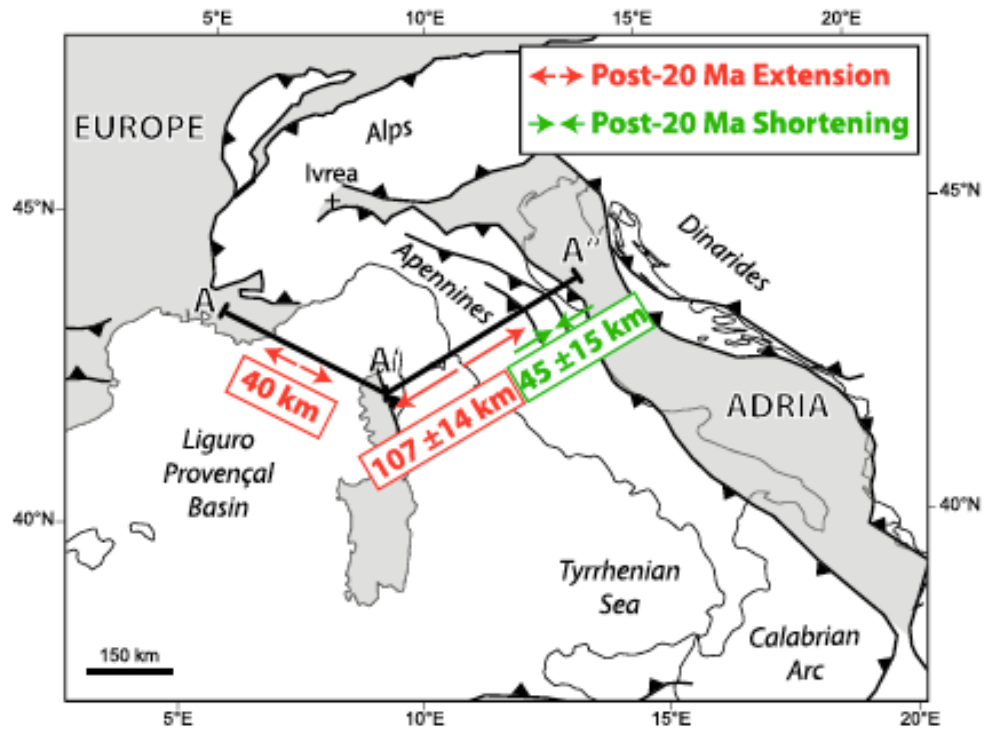 5°E 10°E 15°E 20°E
Post-20 Ma Extension
Post-20 Ma Shortening
EUROPE
Alps
Ivrea
45°N
45°N
Dinarides
A''
Apennines
A
A'
45 ±15 km
40 km
107 ±14 km
ADRIA
Liguro
Provençal
Basin
40°N
40°N
Tyrrhenian
Sea
Calabrian
Arc
150 km
5°E 10°E 15°E 20°E